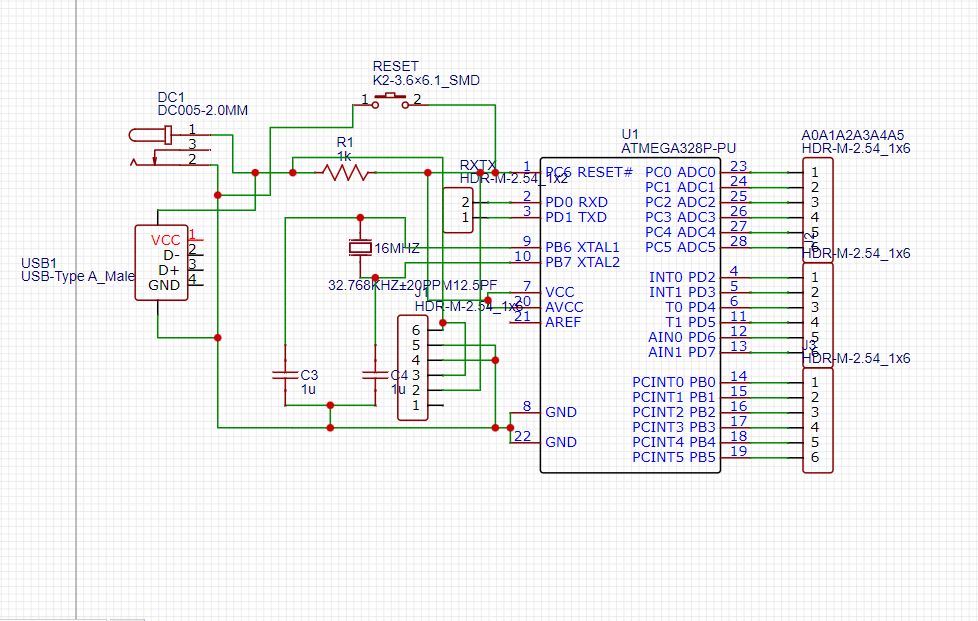 RESET
K2-3.6×6.1_SMD
1 2
DC1
DC005-2.0MM
1
3
2
R1
1k
RXTX
HDR-M-2.54_1x2
2
1
U1
ATMEGA328P-PU
1 PC6 RESET#
2 PD0 RXD
3 PD1 TXD
9 PB6 XTAL1
10 PB7 XTAL2
7 VCC
20 AVCC
21 AREF
8 GND
22 GND
PC0 ADC0 23
PC1 ADC1 24
PC2 ADC2 25
PC3 ADC3 26
PC4 ADC4 27
PC5 ADC5 28
INT0 PD2 4
INT1 PD3 5
T0 PD4 6
T1 PD5 11
AIN0 PD6 12
AIN1 PD7 13
PCINT0 PB0 14
PCINT1 PB1 15
PCINT2 PB2 16
PCINT3 PB3 17
PCINT4 PB4 18
PCINT5 PB5 19
A0A1A2A3A4A5
HDR-M-2.54_1x6
1
2
3
4
5
6
J2
HDR-M-2.54_1x6
1
2
3
4
5
6
J3
HDR-M-2.54_1x6
1
2
3
4
5
6
USB1
USB-Type A_Male
VCC 1
D- 2
D+ 3
GND 4
16MHZ
32.768KHZ±20PPM12.5PF
J1
HDR-M-2.54_1x6
6
5
4
3
2
1
C3
1u
C4
1u